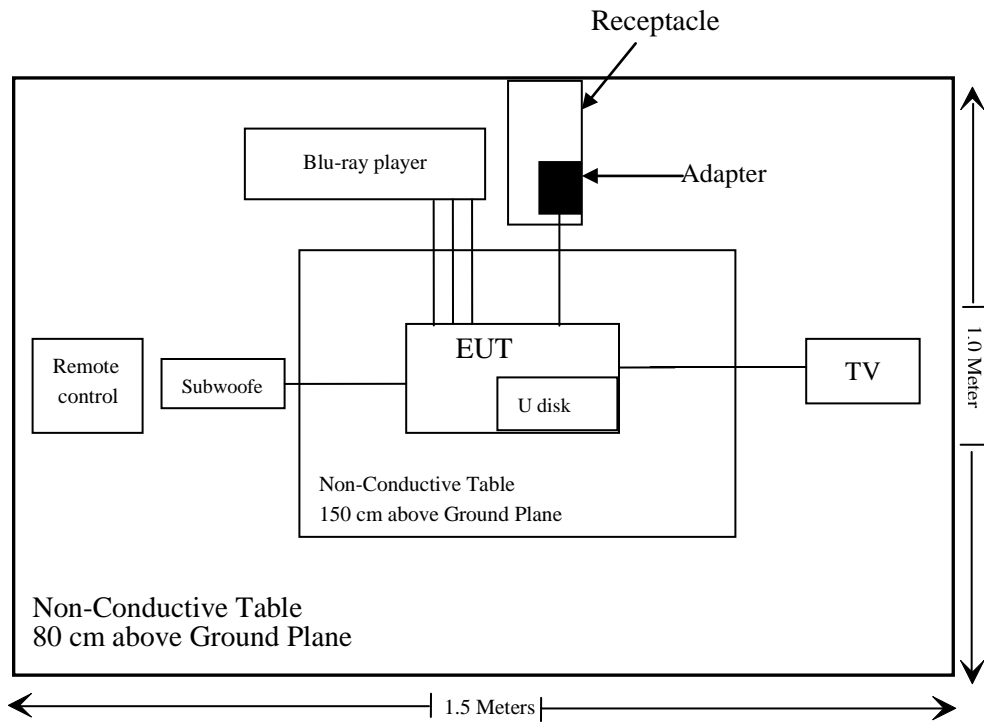 Receptacle
Blu-ray player
Adapter
EUT
Remote
control
Subwoofe
U disk
TV
1.0 Meter
Non-Conductive Table
150 cm above Ground Plane
Non-Conductive Table
80 cm above Ground Plane
1.5 Meters